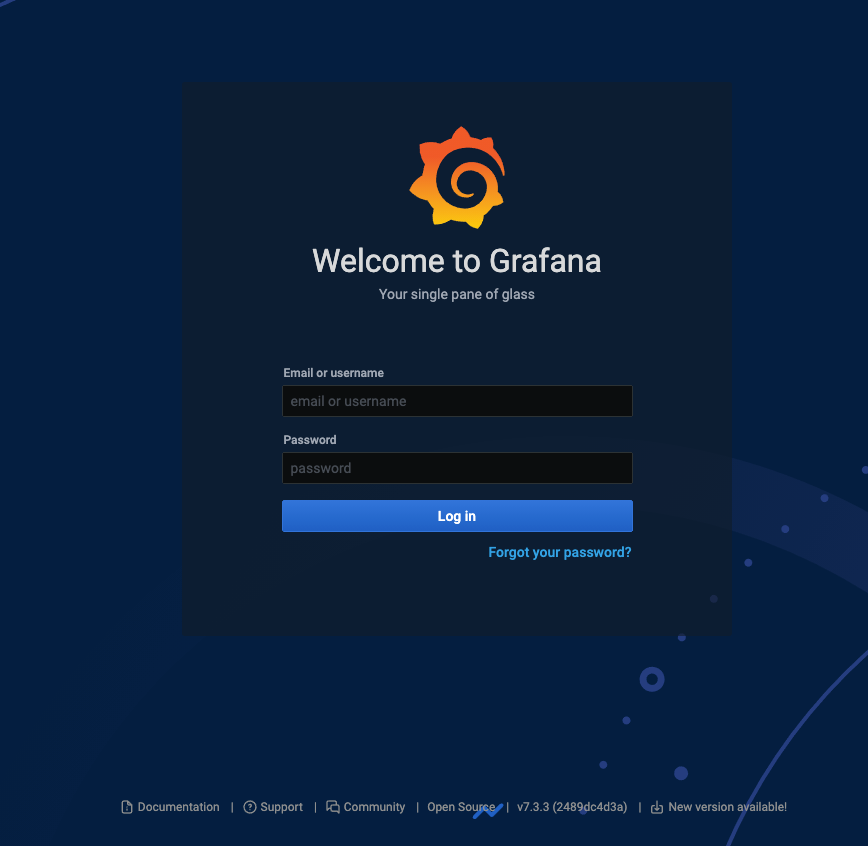 Welcome to Grafana
Your single pane of glass
Email or username
email or username
Password
password
Log in
Forgot your password?
Documentation | Support | Community | Open Source | v7.3.3 (2489dc4d3a) | New version available!